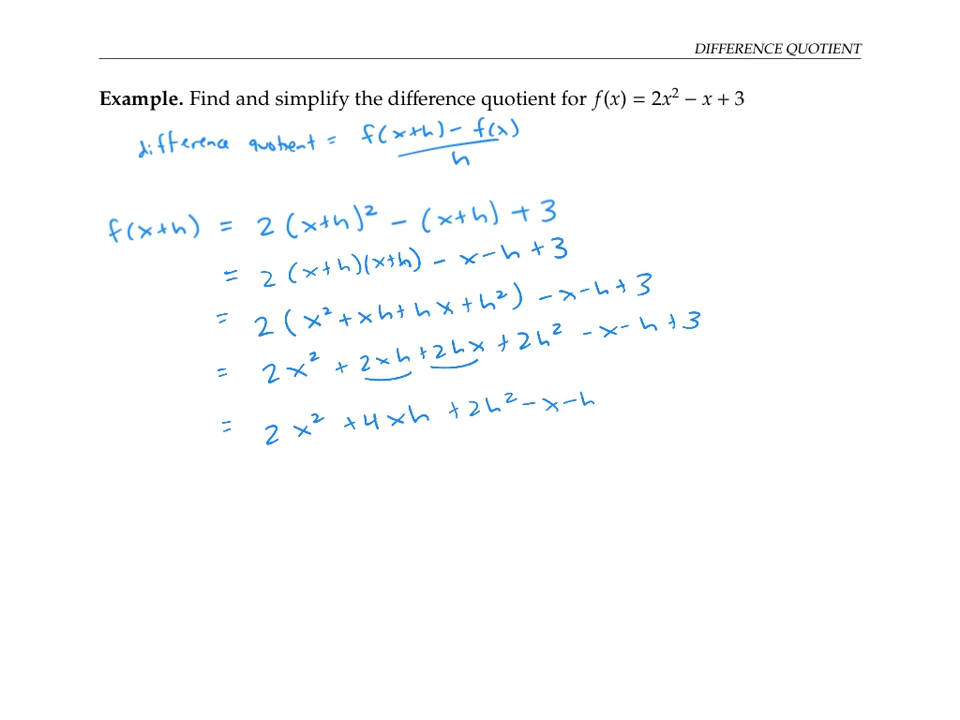 DIFFERENCE QUOTIENT
Example. Find and simplify the difference quotient for f(x) = 2x² − x + 3
difference quotient = f(x+h) − f(x) / h
f(x+h) = 2(x+h)² − (x+h) + 3
= 2(x+h)(x+h) − x − h + 3
= 2(x² + xh + hx + h²) − x − h + 3
= 2x² + 2xh + 2hx + 2h² − x − h + 3
= 2x² + 4xh + 2h² − x − h